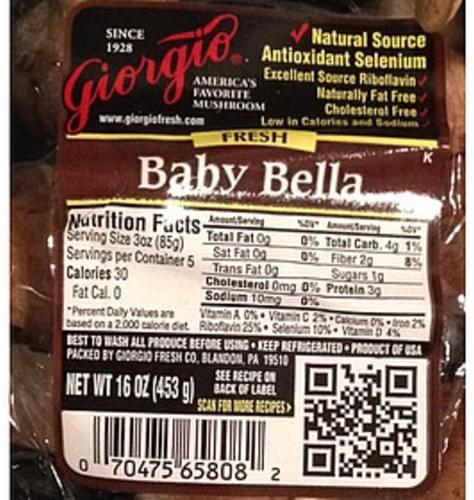 SINCE
1928
Giorgio®
AMERICA'S
FAVORITE
MUSHROOM
www.giorgiofresh.com
✓ Natural Source
Antioxidant Selenium
Excellent Source Riboflavin ✓
Naturally Fat Free ✓
Cholesterol Free ✓
Low in Calories and Sodium
FRESH
K
Baby Bella
Nutrition Facts
Serving Size 3oz (85g)
Servings per Container 5
Calories 30
Fat Cal. 0
*Percent Daily Values are
based on a 2,000 calorie diet.
Amount/Serving %DV* Amount/Serving %DV*
Total Fat 0g 0% Total Carb. 4g 1%
Sat Fat 0g 0% Fiber 2g 8%
Trans Fat 0g Sugars 1g
Cholesterol 0mg 0% Protein 3g
Sodium 10mg 0%
Vitamin A 0% • Vitamin C 2% • Calcium 0% • Iron 2%
Riboflavin 25% • Selenium 10% • Vitamin D 4%
BEST TO WASH ALL PRODUCE BEFORE USING • KEEP REFRIGERATED • PRODUCT OF USA
PACKED BY GIORGIO FRESH CO, BLANDON, PA 19510
NET WT 16 OZ (453 g)
SEE RECIPE ON
BACK OF LABEL
SCAN FOR MORE RECIPES
0 70475 65808 2